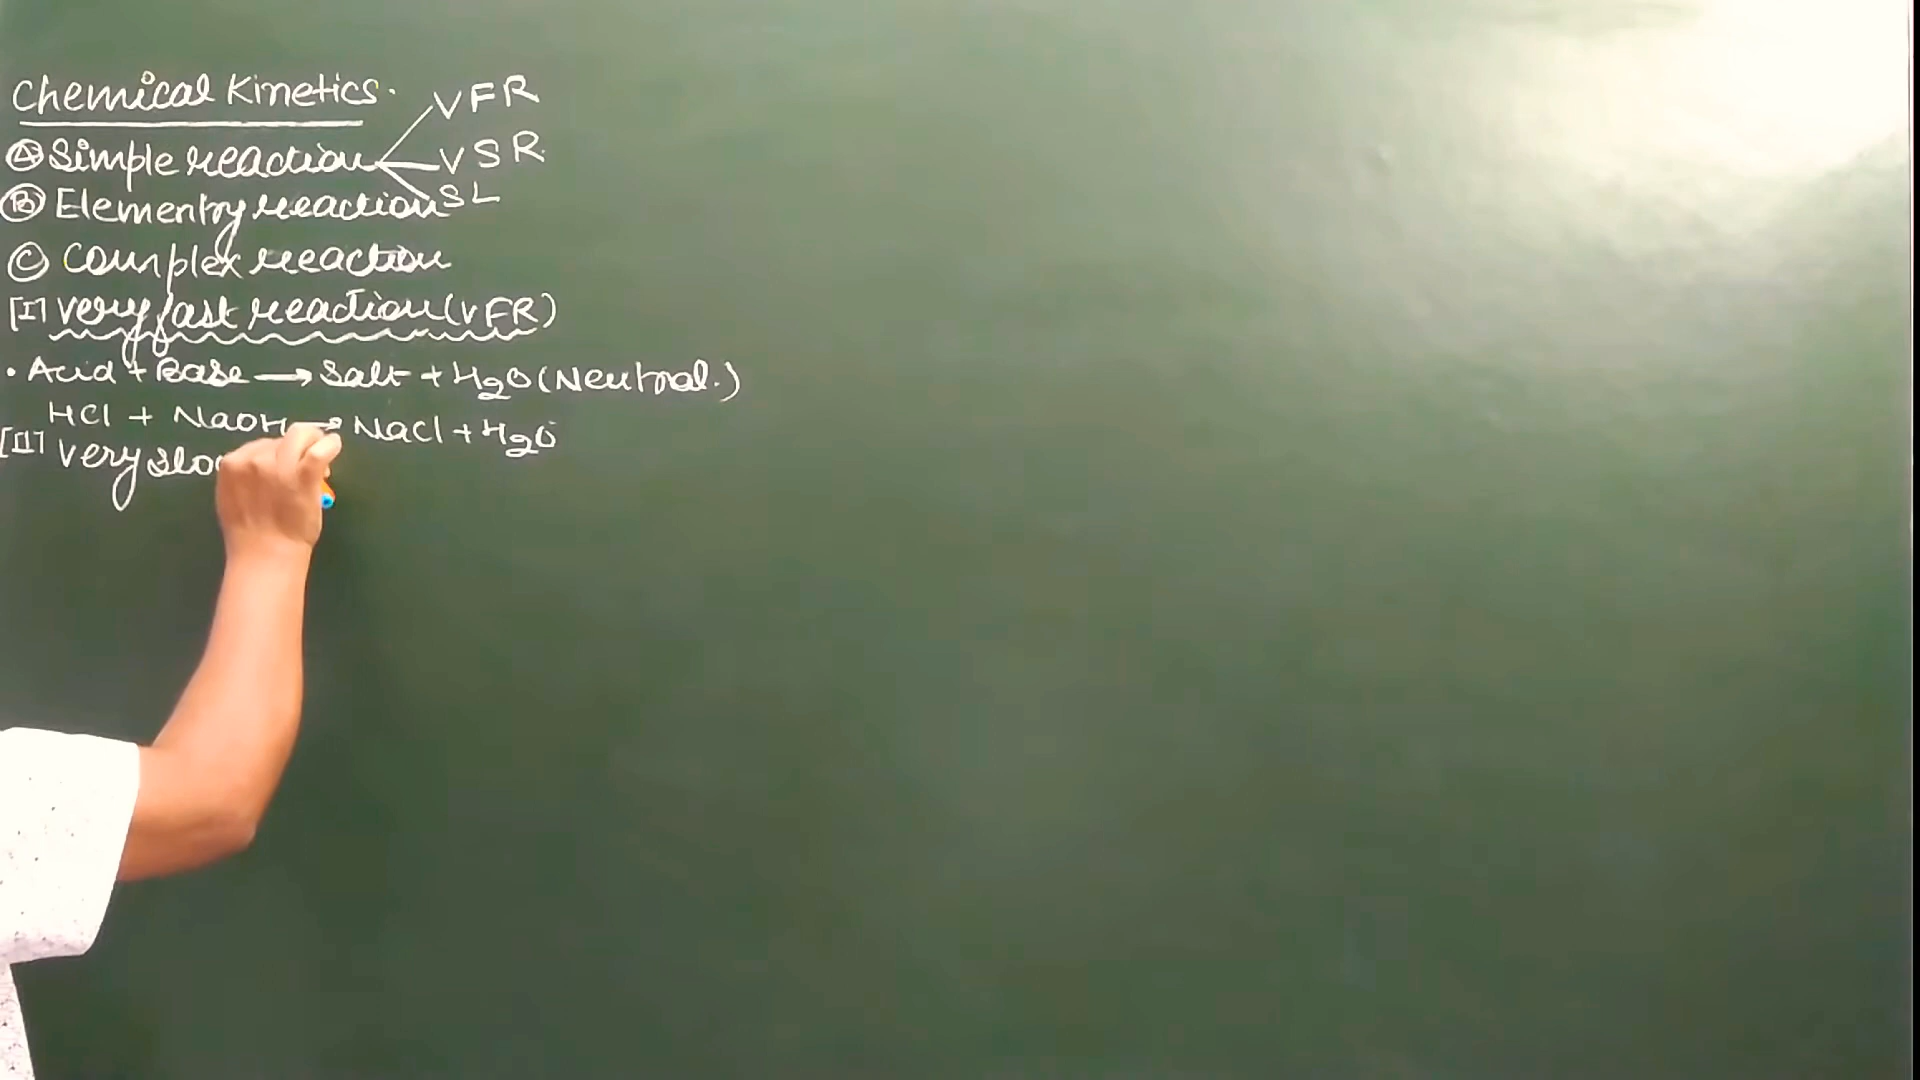 Chemical Kinetics.
VFR
Ⓐ Simple reaction
VSR
SL
Ⓑ Elementry reaction
Ⓒ Complex reaction
[I] Very fast reaction (VFR)
• Acid + Base → Salt + H2O (Neutral.)
HCl + NaOH → NaCl + H2O
[II] Very slo